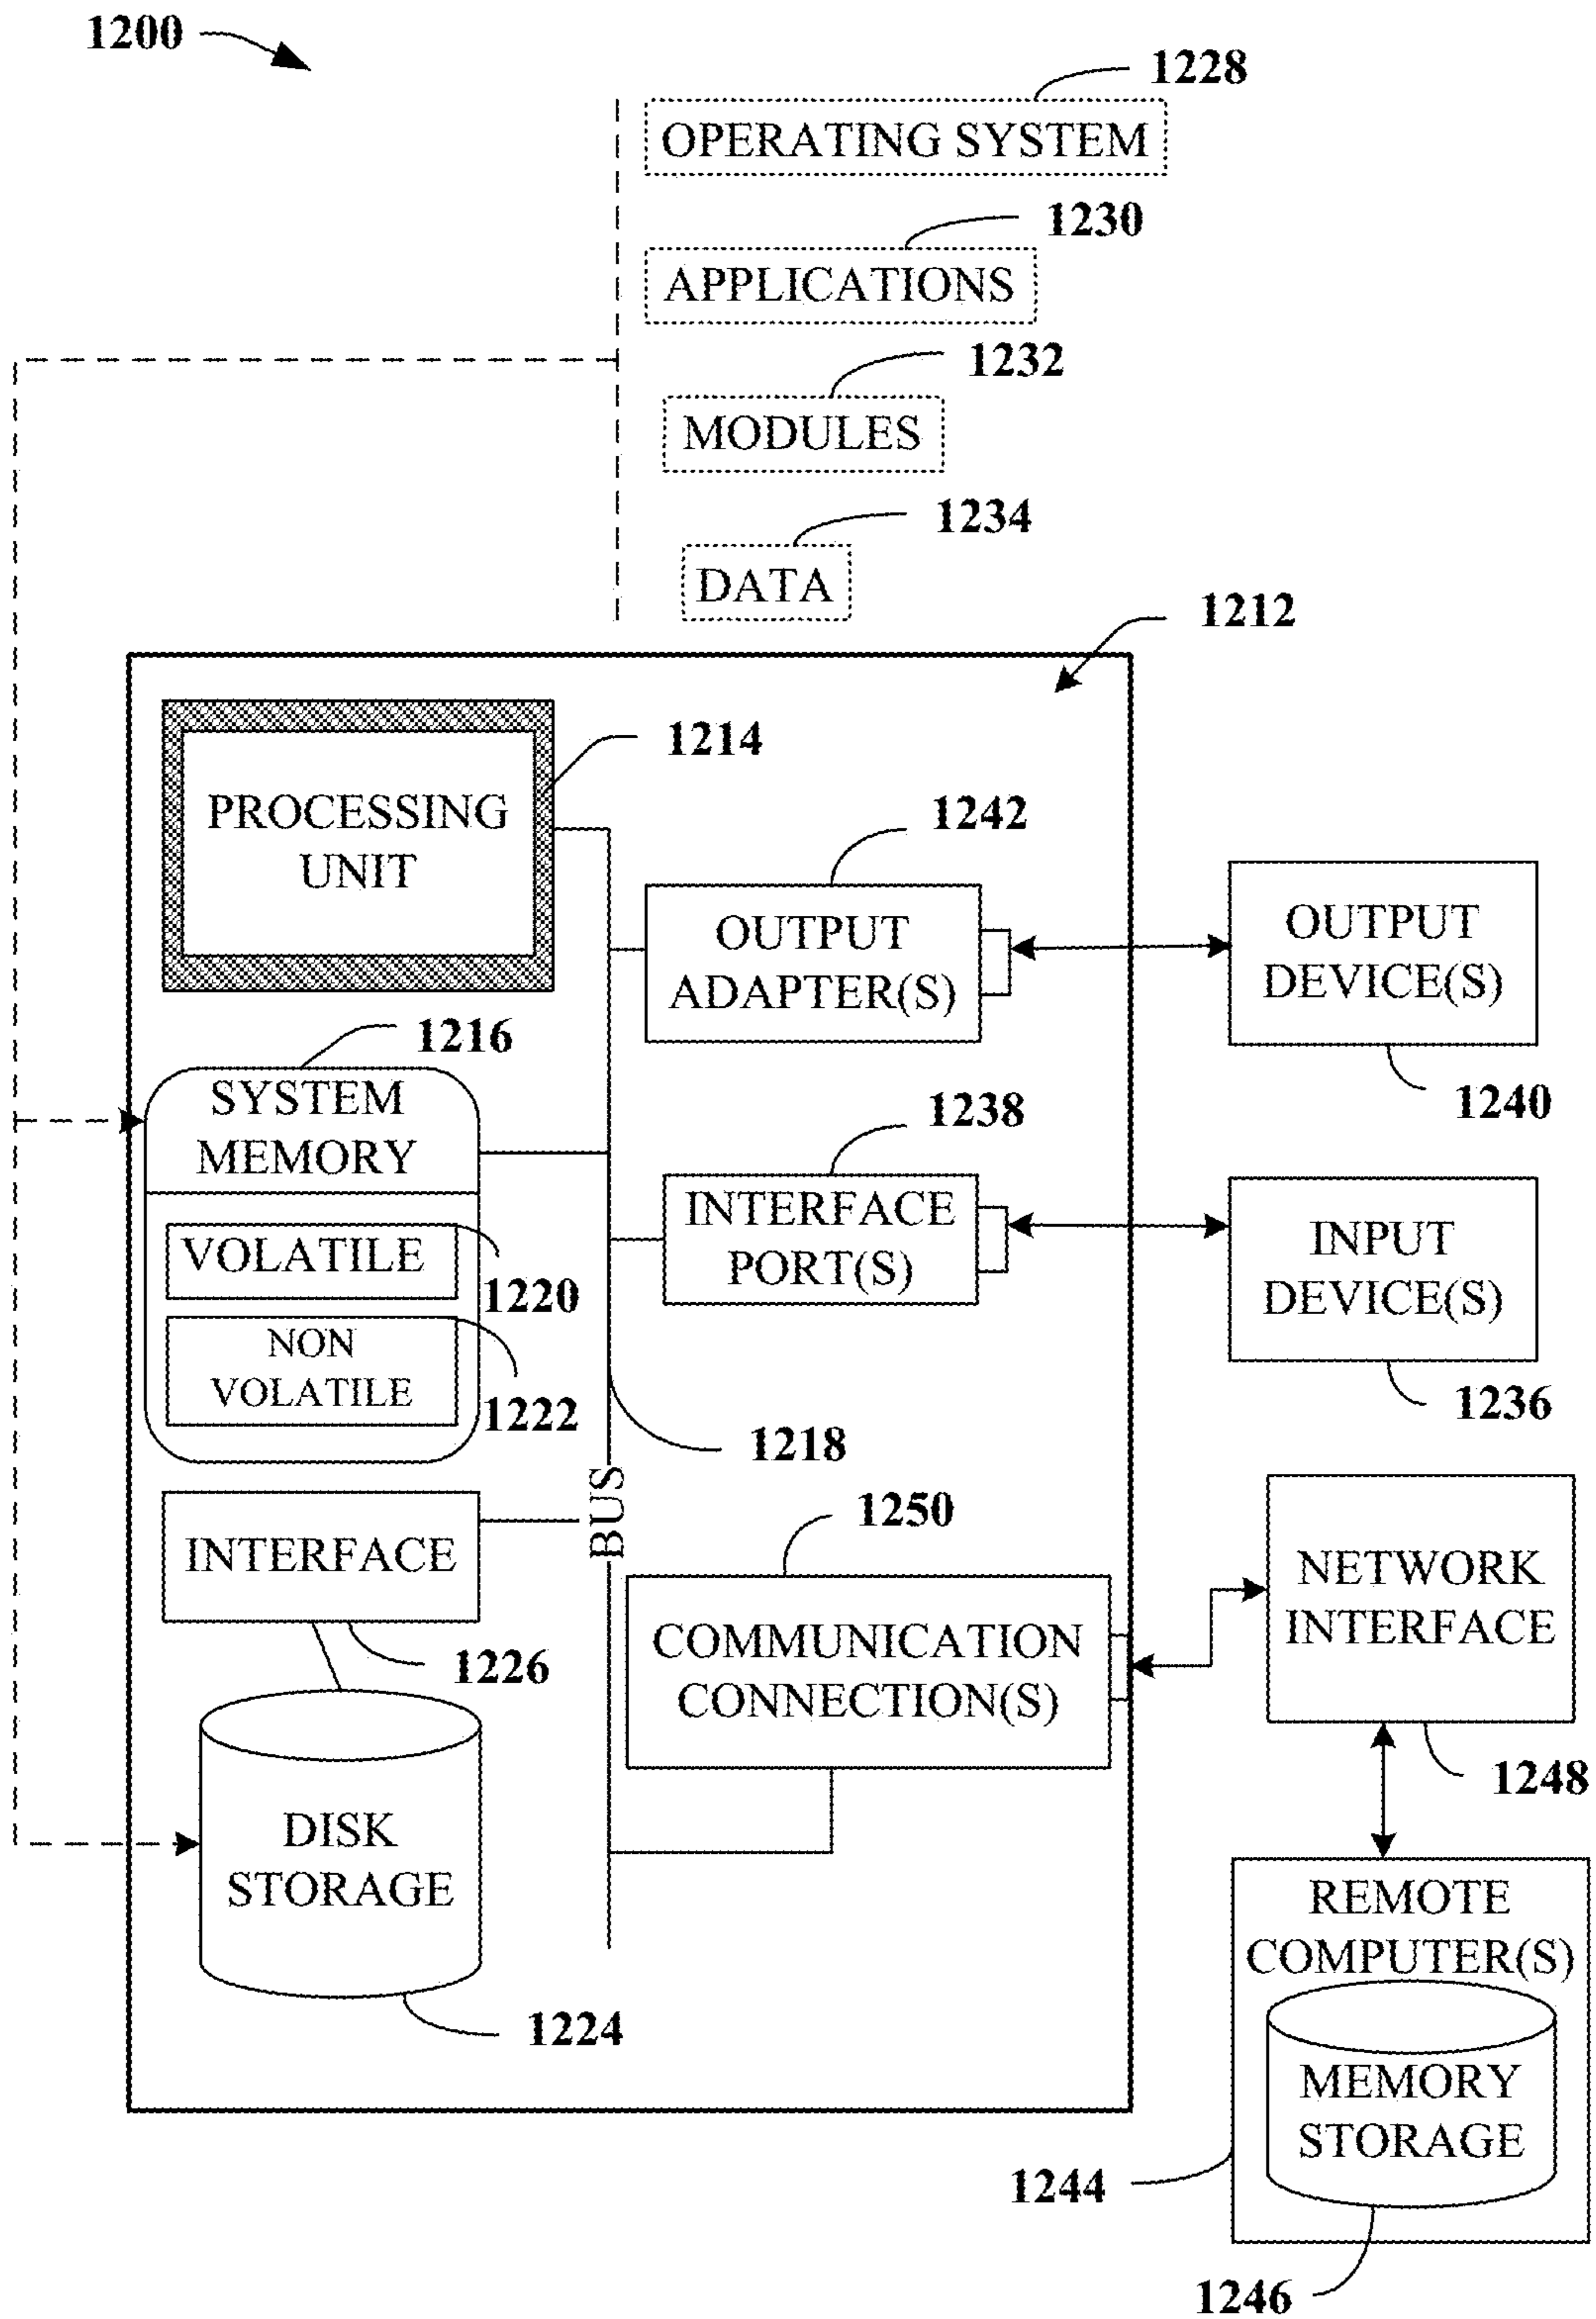 1200
1228
OPERATING SYSTEM
1230
APPLICATIONS
1232
MODULES
1234
DATA
1212
1214
PROCESSING
UNIT
1242
OUTPUT
ADAPTER(S)
OUTPUT
DEVICE(S)
1240
1216
SYSTEM
MEMORY
1238
INTERFACE
PORT(S)
INPUT
DEVICE(S)
1236
VOLATILE
1220
NON
VOLATILE
1222
1218
BUS
INTERFACE
1226
1250
COMMUNICATION
CONNECTION(S)
NETWORK
INTERFACE
1248
DISK
STORAGE
1224
REMOTE
COMPUTER(S)
MEMORY
STORAGE
1244
1246